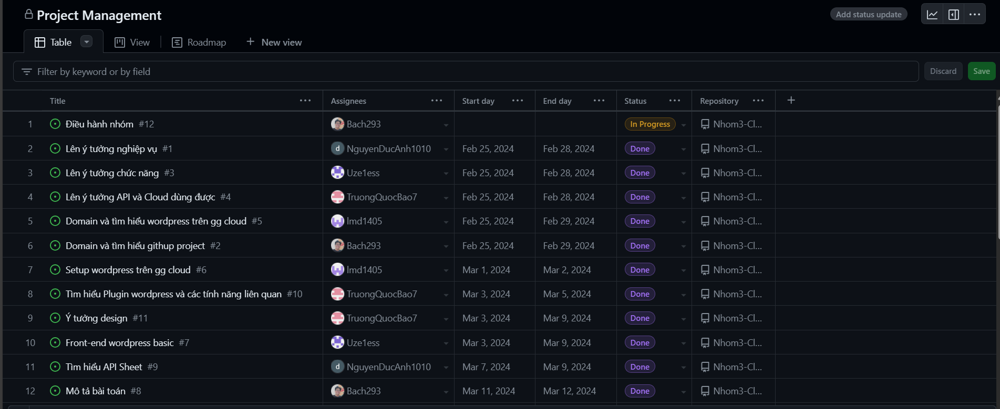 Project Management
Add status update
Table
View
Roadmap
New view
Filter by keyword or by field
Discard
Save
Title Assignees Start day End day Status Repository
1 Điều hành nhóm #12 Bach293 In Progress Nhom3-Cl...
2 Lên ý tưởng nghiệp vụ #1 d NguyenDucAnh1010 Feb 25, 2024 Feb 28, 2024 Done Nhom3-Cl...
3 Lên ý tưởng chức năng #3 Uze1ess Feb 25, 2024 Feb 28, 2024 Done Nhom3-Cl...
4 Lên ý tưởng API và Cloud dùng được #4 TruongQuocBao7 Feb 25, 2024 Feb 28, 2024 Done Nhom3-Cl...
5 Domain và tìm hiểu wordpress trên gg cloud #5 lmd1405 Feb 25, 2024 Feb 29, 2024 Done Nhom3-Cl...
6 Domain và tìm hiểu githup project #2 Bach293 Feb 25, 2024 Feb 29, 2024 Done Nhom3-Cl...
7 Setup wordpress trên gg cloud #6 lmd1405 Mar 1, 2024 Mar 2, 2024 Done Nhom3-Cl...
8 Tìm hiểu Plugin wordpress và các tính năng liên quan #10 TruongQuocBao7 Mar 3, 2024 Mar 5, 2024 Done Nhom3-Cl...
9 Ý tưởng design #11 TruongQuocBao7 Mar 3, 2024 Mar 9, 2024 Done Nhom3-Cl...
10 Front-end wordpress basic #7 Uze1ess Mar 3, 2024 Mar 9, 2024 Done Nhom3-Cl...
11 Tìm hiểu API Sheet #9 d NguyenDucAnh1010 Mar 7, 2024 Mar 9, 2024 Done Nhom3-Cl...
12 Mô tả bài toán #8 Bach293 Mar 11, 2024 Mar 12, 2024 Done Nhom3-Cl...